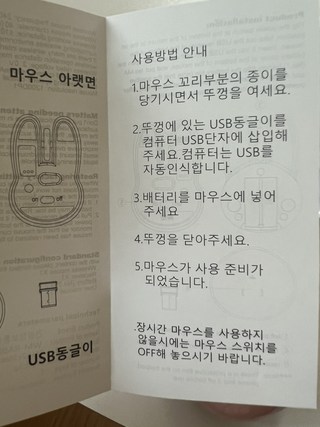 마우스 아랫면
USB동글이
사용방법 안내
1.마우스 꼬리부분의 종이를
당기시면서 뚜껑을 여세요.
2.뚜껑에 있는 USB동글이를
컴퓨터 USB단자에 삽입해
주세요.컴퓨터는 USB를
자동인식합니다.
3.배터리를 마우스에 넣어
주세요
4.뚜껑을 닫아주세요.
5.마우스가 사용 준비가
되었습니다.
.장시간 마우스를 사용하지
않을시에는 마우스 스위치를
OFF해 놓으시기 바랍니다.